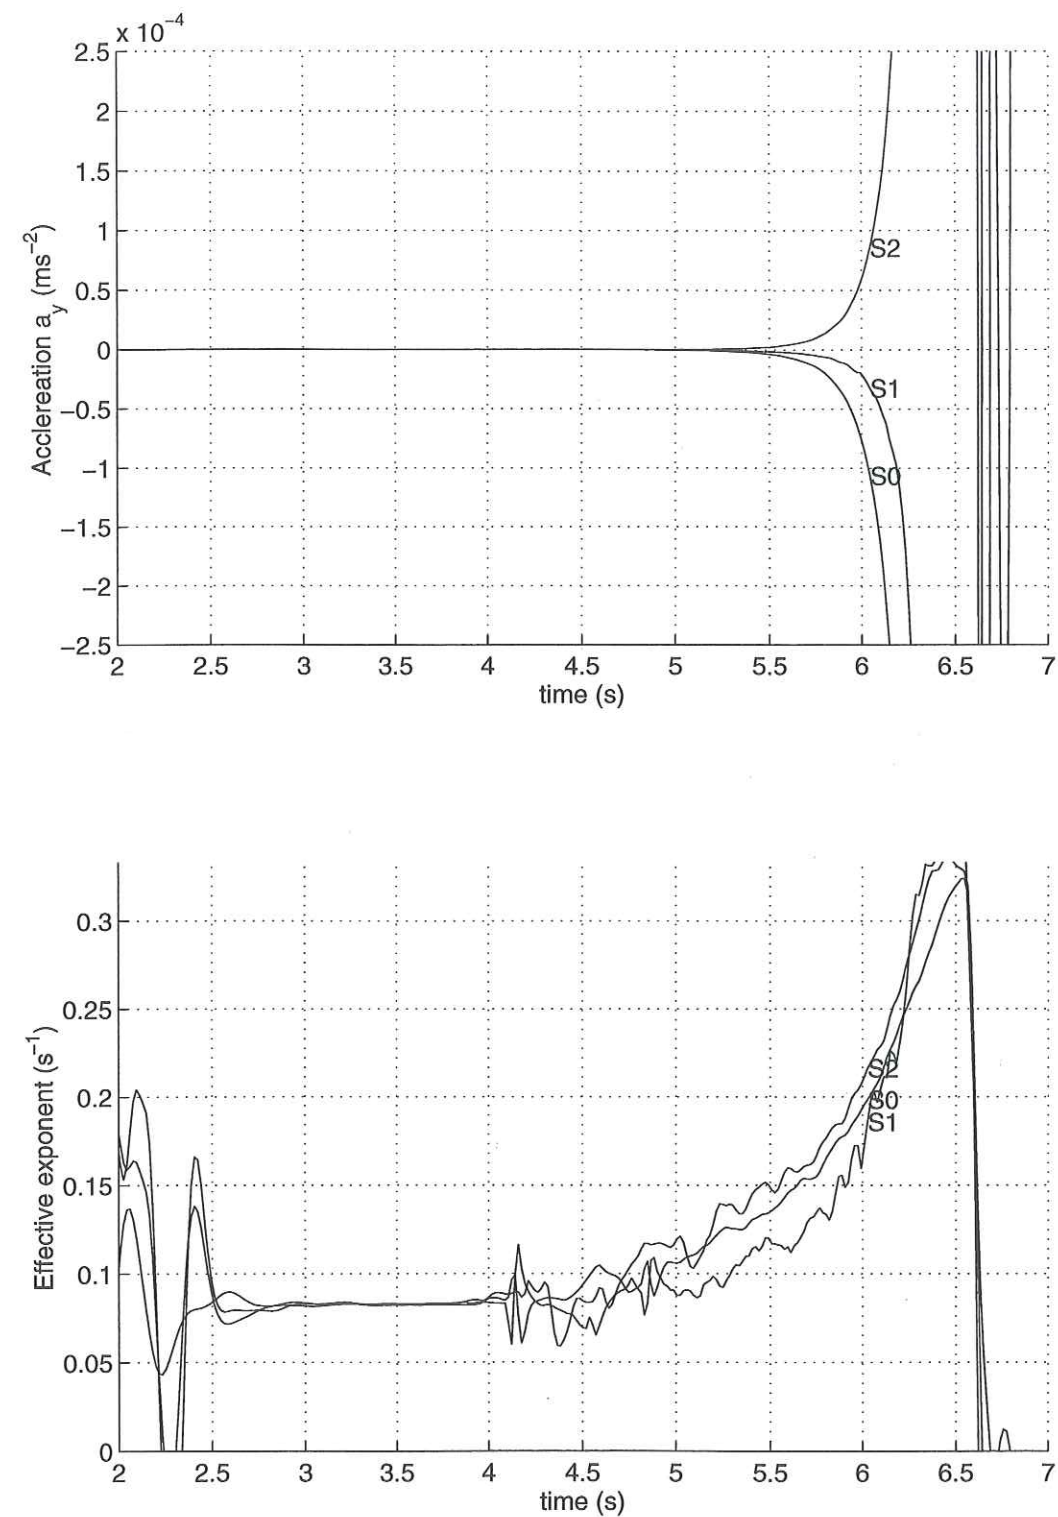 x 10−4
2.5
2
1.5
1
0.5
0
−0.5
−1
−1.5
−2
−2.5
Acclereation ay (ms−2)
S2
S1
S0
2 2.5 3 3.5 4 4.5 5 5.5 6 6.5 7
time (s)
0.3
0.25
0.2
0.15
0.1
0.05
0
Effective exponent (s−1)
S2
S0
S1
2 2.5 3 3.5 4 4.5 5 5.5 6 6.5 7
time (s)